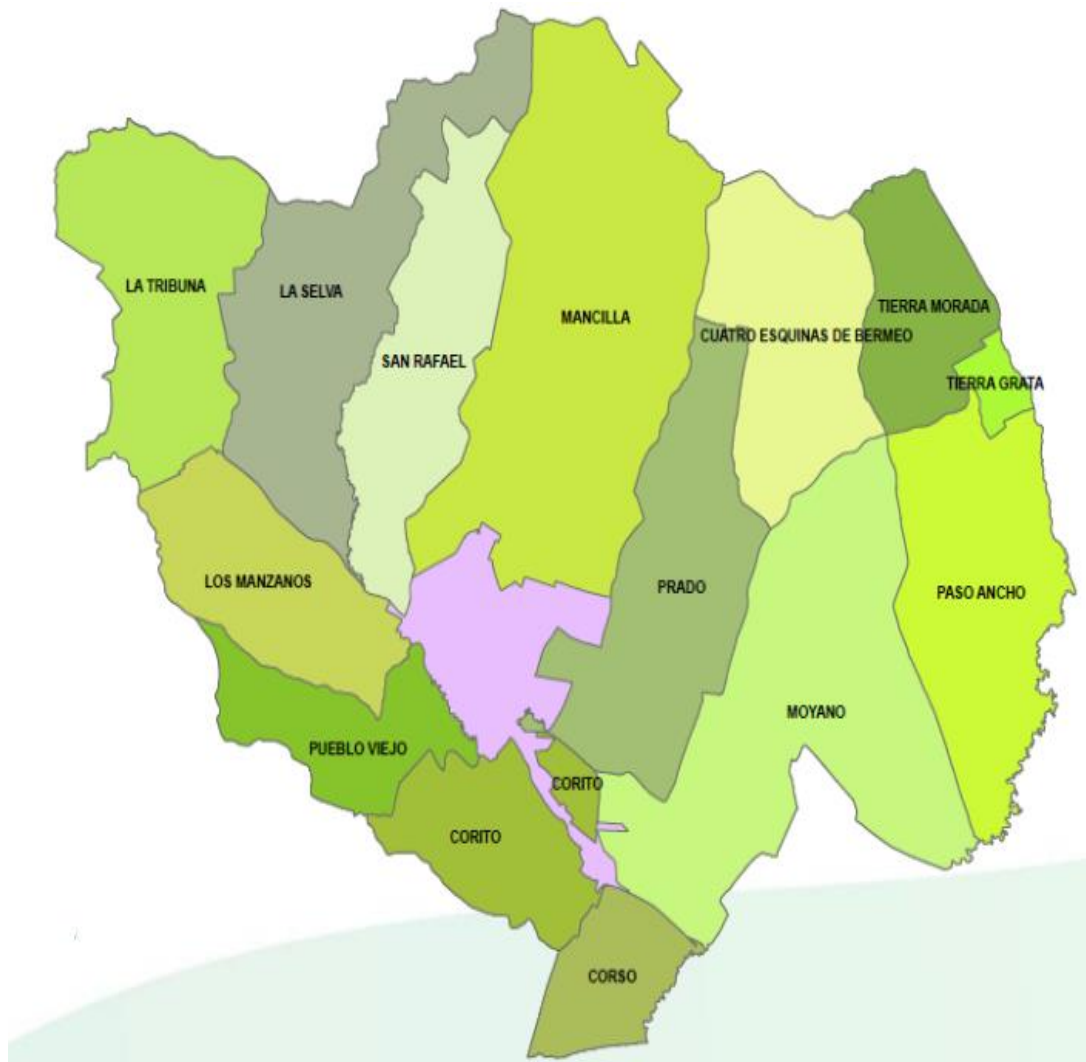 LA TRIBUNA
LA SELVA
TIERRA MORADA
MANCILLA
CUATRO ESQUINAS DE BERMEO
SAN RAFAEL
TIERRA GRATA
LOS MANZANOS
PRADO
PASO ANCHO
MOYANO
PUEBLO VIEJO
CORITO
CORITO
CORSO